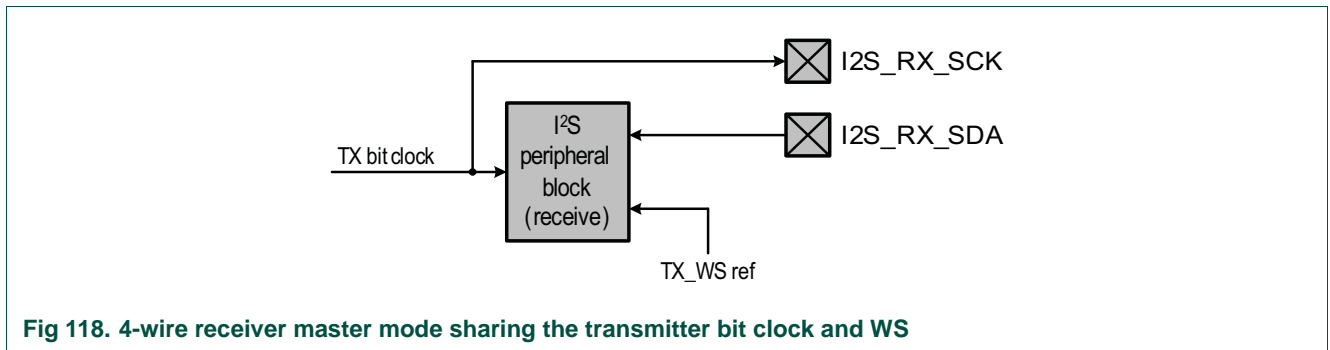 I2S_RX_SCK
I2S_RX_SDA
TX bit clock
I²S
peripheral
block
(receive)
TX_WS ref
Fig 118. 4-wire receiver master mode sharing the transmitter bit clock and WS